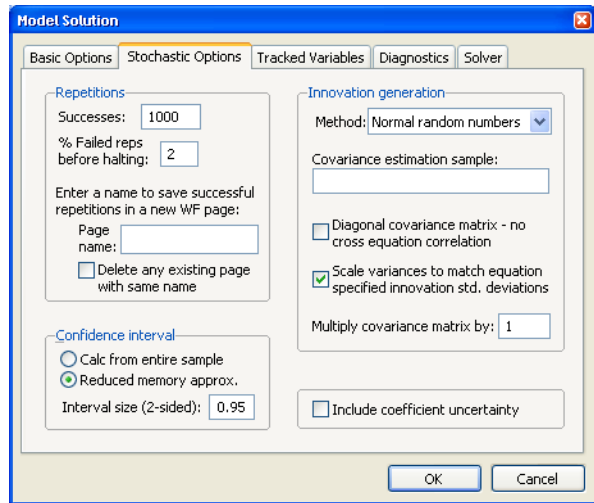 Model Solution
Basic Options
Stochastic Options
Tracked Variables
Diagnostics
Solver
Repetitions
Successes: 1000
% Failed reps
before halting: 2
Enter a name to save successful
repetitions in a new WF page:
Page
name:
Delete any existing page
with same name
Confidence interval
Calc from entire sample
Reduced memory approx.
Interval size (2-sided): 0.95
Innovation generation
Method: Normal random numbers
Covariance estimation sample:
Diagonal covariance matrix - no
cross equation correlation
Scale variances to match equation
specified innovation std. deviations
Multiply covariance matrix by: 1
Include coefficient uncertainty
OK
Cancel